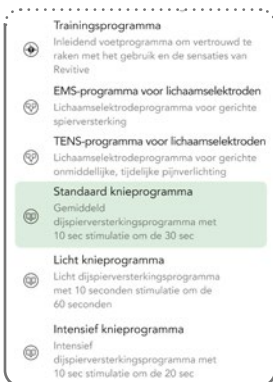 Trainingsprogramma
Inleidend voetprogramma om vertrouwd te
raken met het gebruik en de sensaties van
Revitive
EMS-programma voor lichaamselektroden
Lichaamselektrodeprogramma voor gerichte
spierversterking
TENS-programma voor lichaamselektroden
Lichaamselektrodeprogramma voor gerichte
onmiddellijke, tijdelijke pijnverlichting
Standaard knieprogramma
Gemiddeld
dijspierversterkingsprogramma met
10 sec stimulatie om de 30 sec
Licht knieprogramma
Licht dijspierversterkingsprogramma
met 10 seconden stimulatie om de
60 seconden
Intensief knieprogramma
Intensief
dijspierversterkingsprogramma met
10 sec stimulatie om de 20 sec